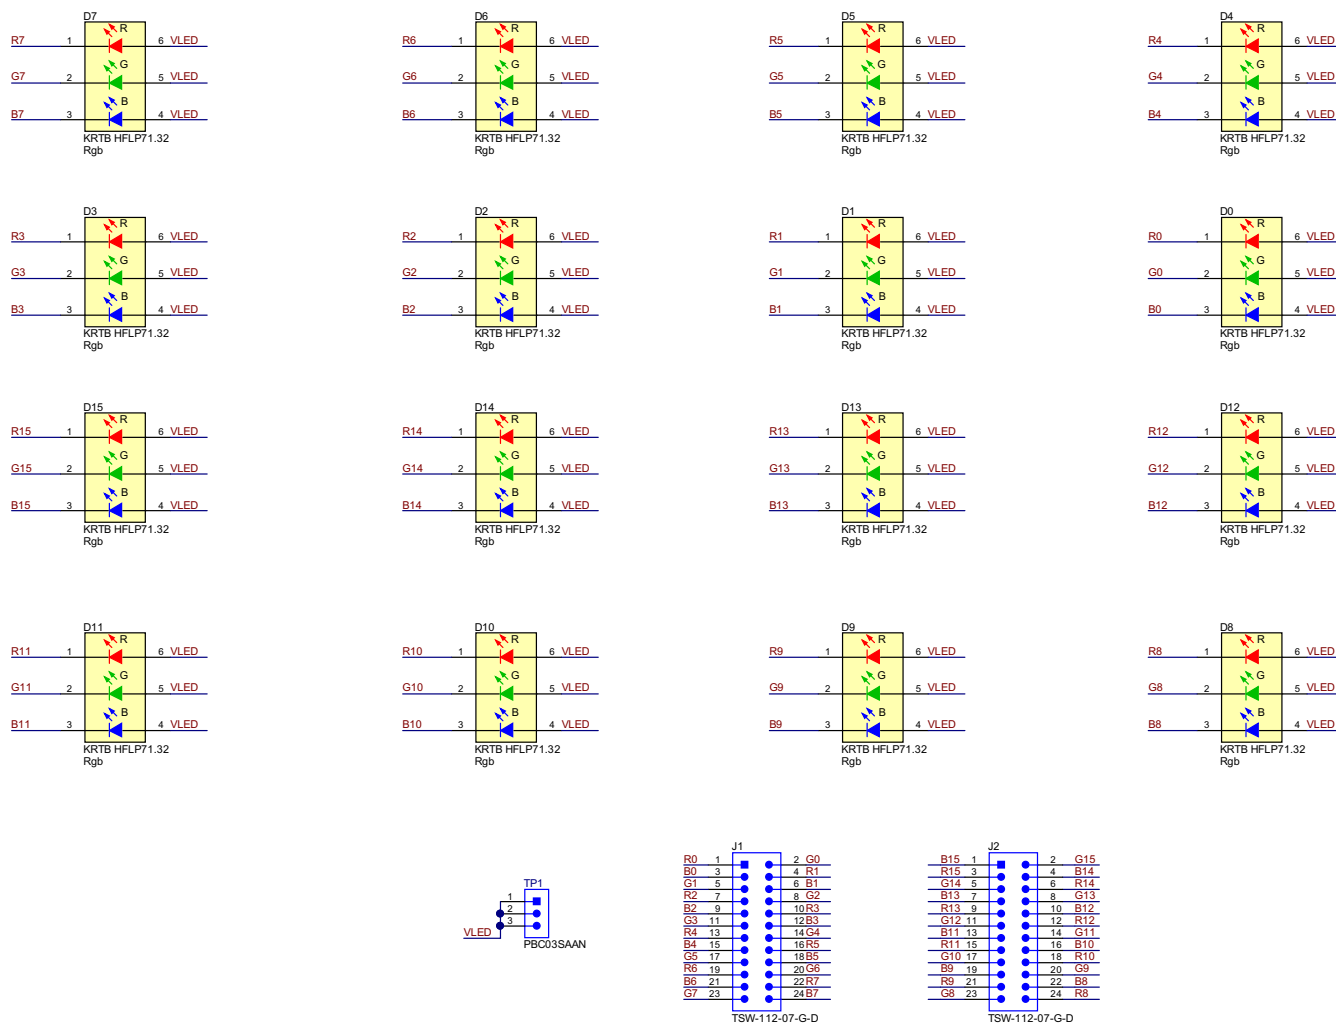 D7 D6 D5 D4
R R R R
R7 1 6 VLED R6 1 6 VLED R5 1 6 VLED R4 1 6 VLED
G G G G
G7 2 5 VLED G6 2 5 VLED G5 2 5 VLED G4 2 5 VLED
B B B B
B7 3 4 VLED B6 3 4 VLED B5 3 4 VLED B4 3 4 VLED
KRTB HFLP71.32 KRTB HFLP71.32 KRTB HFLP71.32 KRTB HFLP71.32
Rgb Rgb Rgb Rgb
D3 D2 D1 D0
R R R R
R3 1 6 VLED R2 1 6 VLED R1 1 6 VLED R0 1 6 VLED
G G G G
G3 2 5 VLED G2 2 5 VLED G1 2 5 VLED G0 2 5 VLED
B B B B
B3 3 4 VLED B2 3 4 VLED B1 3 4 VLED B0 3 4 VLED
KRTB HFLP71.32 KRTB HFLP71.32 KRTB HFLP71.32 KRTB HFLP71.32
Rgb Rgb Rgb Rgb
D15 D14 D13 D12
R R R R
R15 1 6 VLED R14 1 6 VLED R13 1 6 VLED R12 1 6 VLED
G G G G
G15 2 5 VLED G14 2 5 VLED G13 2 5 VLED G12 2 5 VLED
B B B B
B15 3 4 VLED B14 3 4 VLED B13 3 4 VLED B12 3 4 VLED
KRTB HFLP71.32 KRTB HFLP71.32 KRTB HFLP71.32 KRTB HFLP71.32
Rgb Rgb Rgb Rgb
D11 D10 D9 D8
R R R R
R11 1 6 VLED R10 1 6 VLED R9 1 6 VLED R8 1 6 VLED
G G G G
G11 2 5 VLED G10 2 5 VLED G9 2 5 VLED G8 2 5 VLED
B B B B
B11 3 4 VLED B10 3 4 VLED B9 3 4 VLED B8 3 4 VLED
KRTB HFLP71.32 KRTB HFLP71.32 KRTB HFLP71.32 KRTB HFLP71.32
Rgb Rgb Rgb Rgb
TP1
1
2
3
VLED
PBC03SAAN
J1
R0 1 2 G0
B0 3 4 R1
G1 5 6 B1
R2 7 8 G2
B2 9 10 R3
G3 11 12 B3
R4 13 14 G4
B4 15 16 R5
G5 17 18 B5
R6 19 20 G6
B6 21 22 R7
G7 23 24 B7
TSW-112-07-G-D
J2
B15 1 2 G15
R15 3 4 B14
G14 5 6 R14
B13 7 8 G13
R13 9 10 B12
G12 11 12 R12
B11 13 14 G11
R11 15 16 B10
G10 17 18 R10
B9 19 20 G9
R9 21 22 B8
G8 23 24 R8
TSW-112-07-G-D